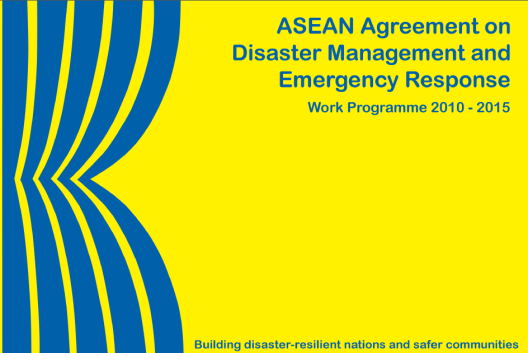 ASEAN Agreement on
Disaster Management and
Emergency Response
Work Programme 2010 - 2015
Building disaster-resilient nations and safer communities